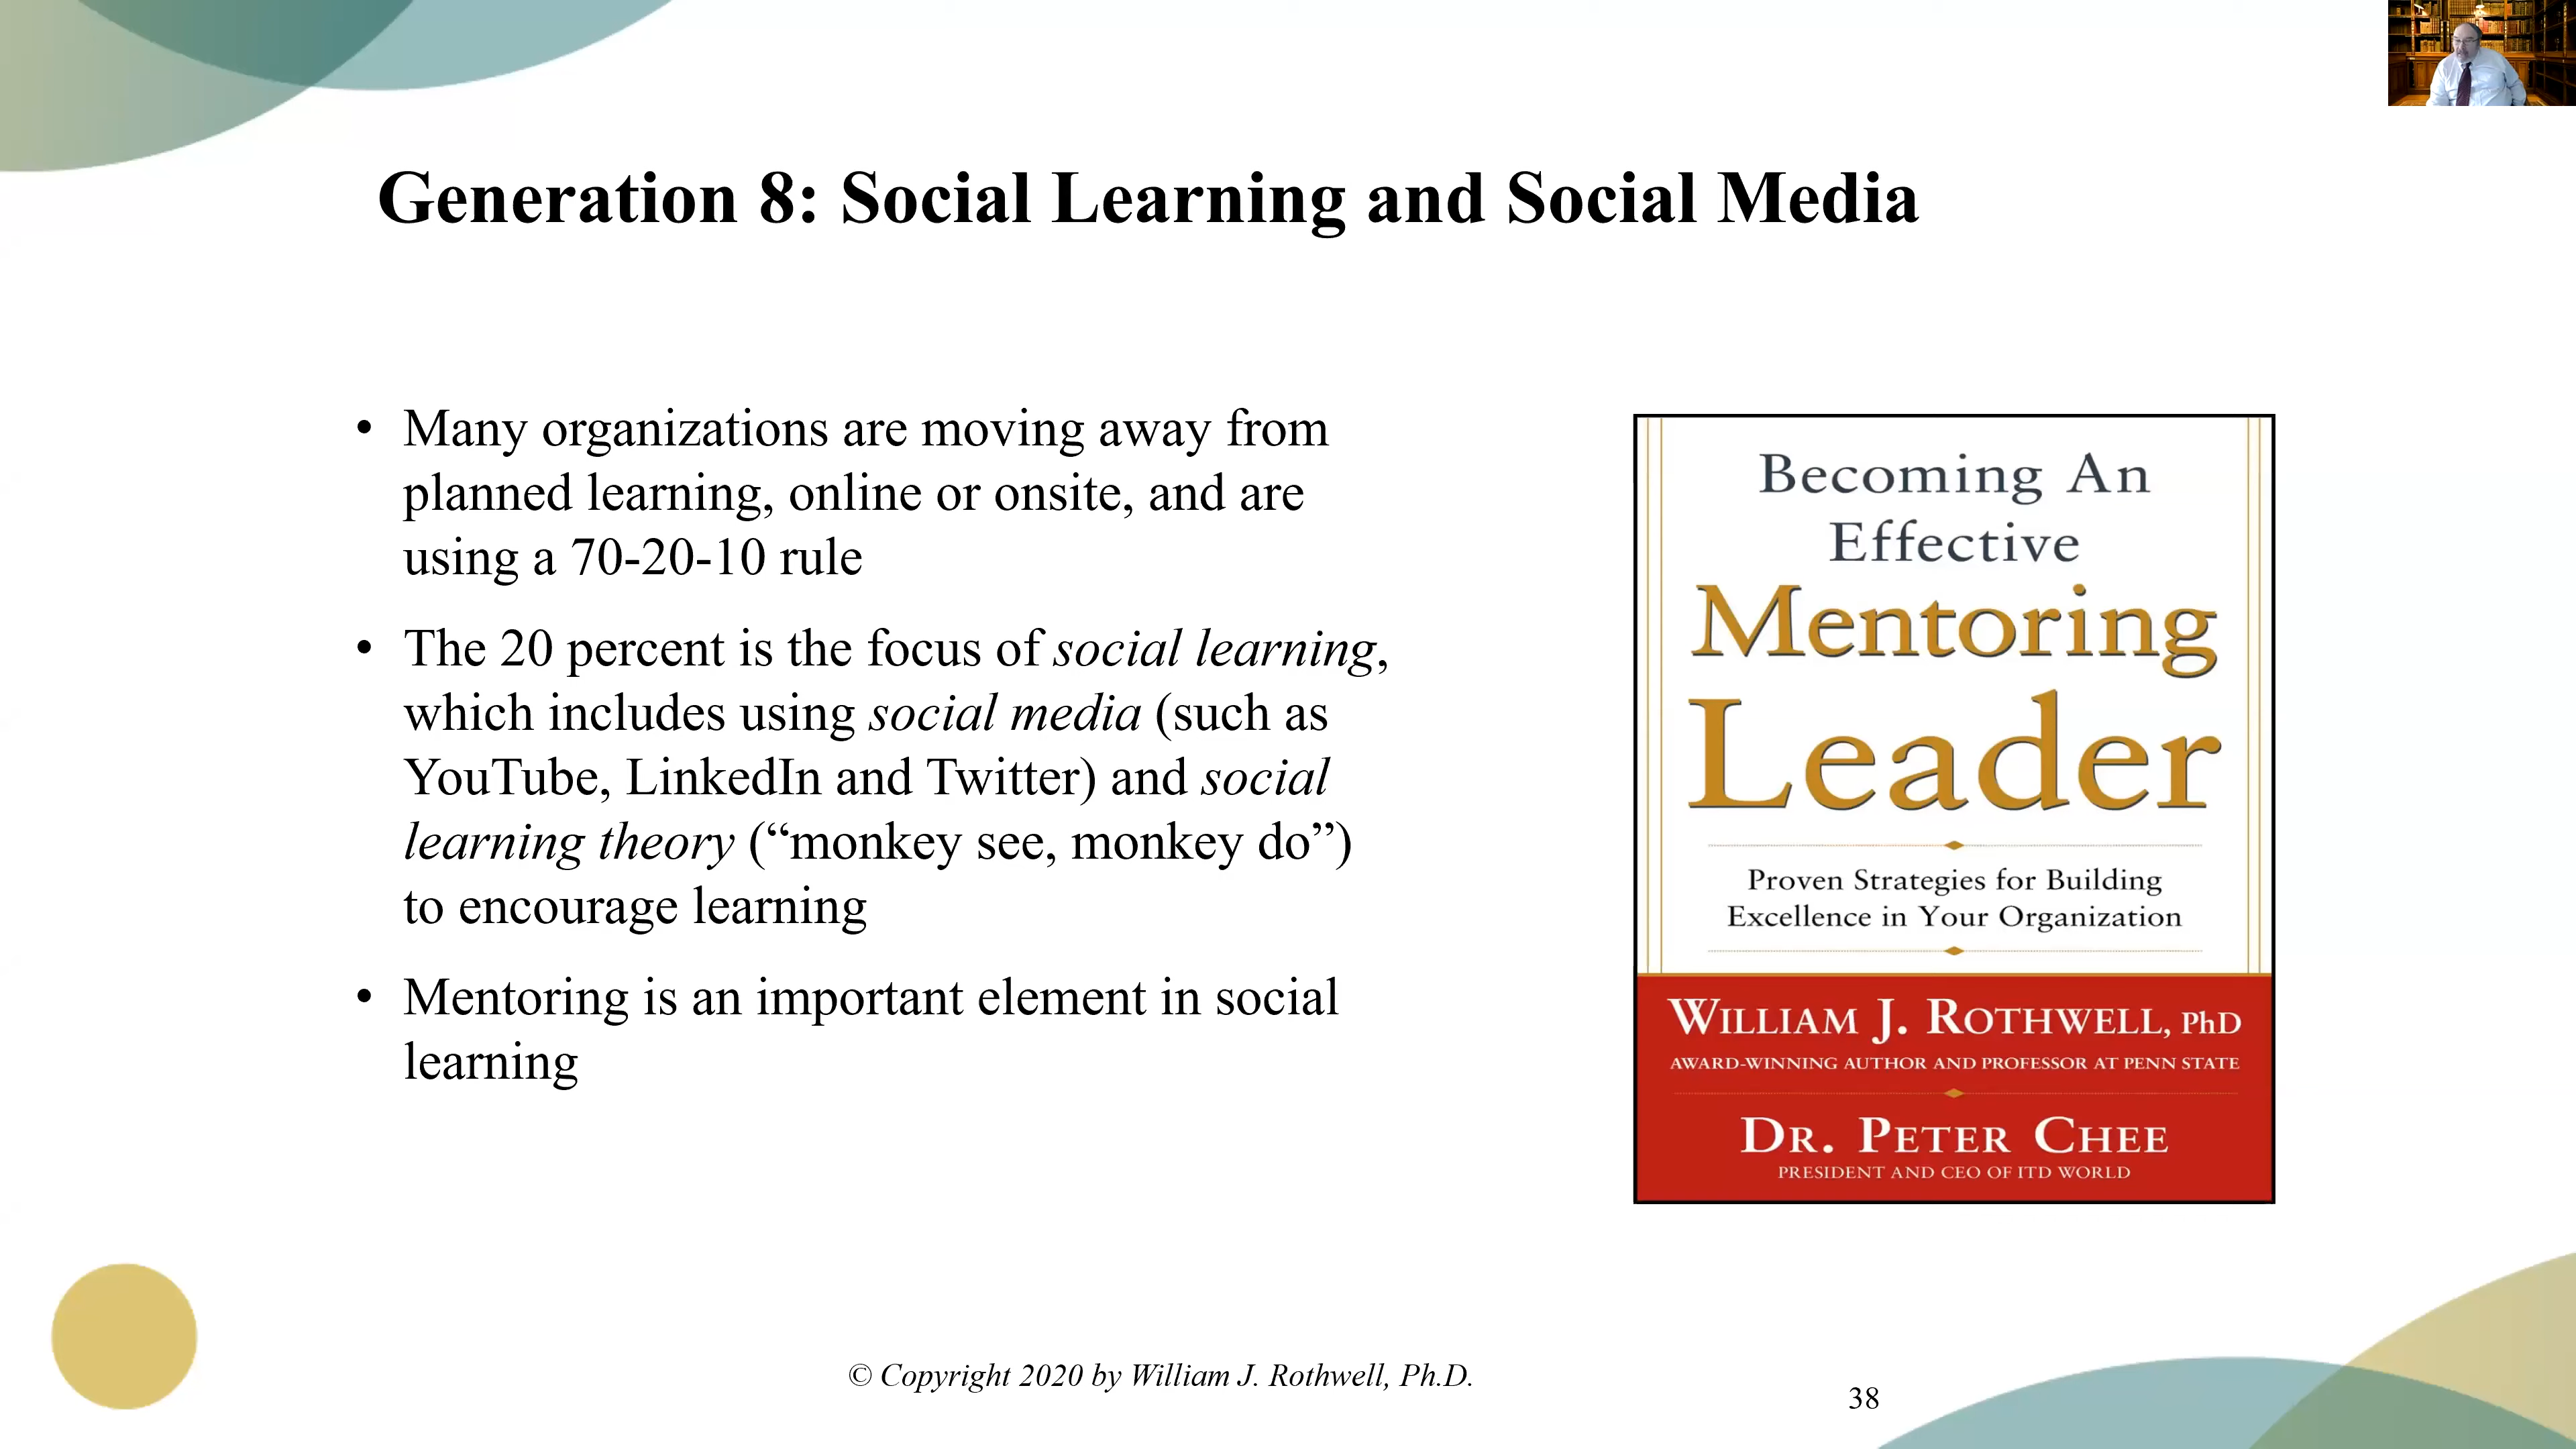 Generation 8: Social Learning and Social Media
• Many organizations are moving away from
planned learning, online or onsite, and are
using a 70-20-10 rule
• The 20 percent is the focus of social learning,
which includes using social media (such as
YouTube, LinkedIn and Twitter) and social
learning theory (“monkey see, monkey do”)
to encourage learning
• Mentoring is an important element in social
learning
Becoming An
Effective
Mentoring
Leader
Proven Strategies for Building
Excellence in Your Organization
WILLIAM J. ROTHWELL, PhD
AWARD-WINNING AUTHOR AND PROFESSOR AT PENN STATE
DR. PETER CHEE
PRESIDENT AND CEO OF ITD WORLD
© Copyright 2020 by William J. Rothwell, Ph.D.
38